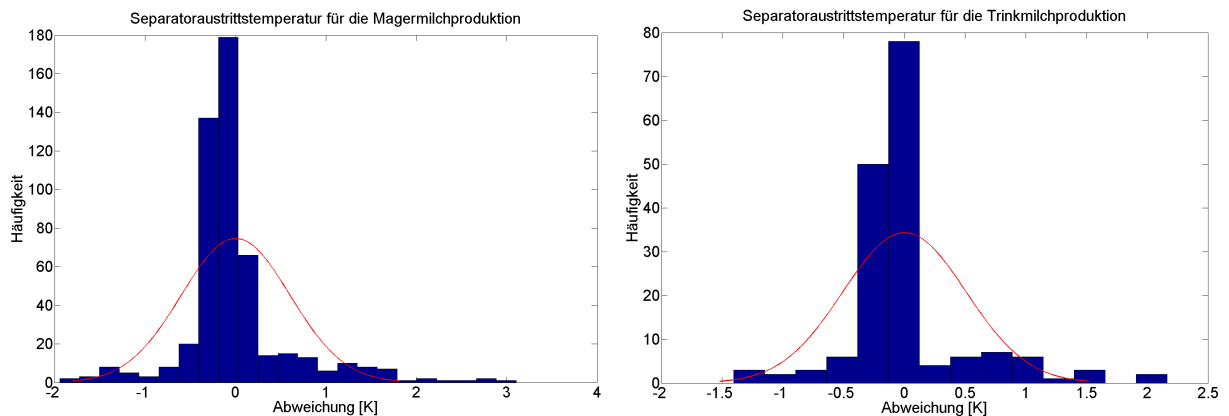 Separatoraustrittstemperatur für die Magermilchproduktion
180
160
140
120
100
80
60
40
20
0
Häufigkeit
-2 -1 0 1 2 3 4
Abweichung [K]
Separatoraustrittstemperatur für die Trinkmilchproduktion
80
70
60
50
40
30
20
10
0
Häufigkeit
-2 -1.5 -1 -0.5 0 0.5 1 1.5 2 2.5
Abweichung [K]